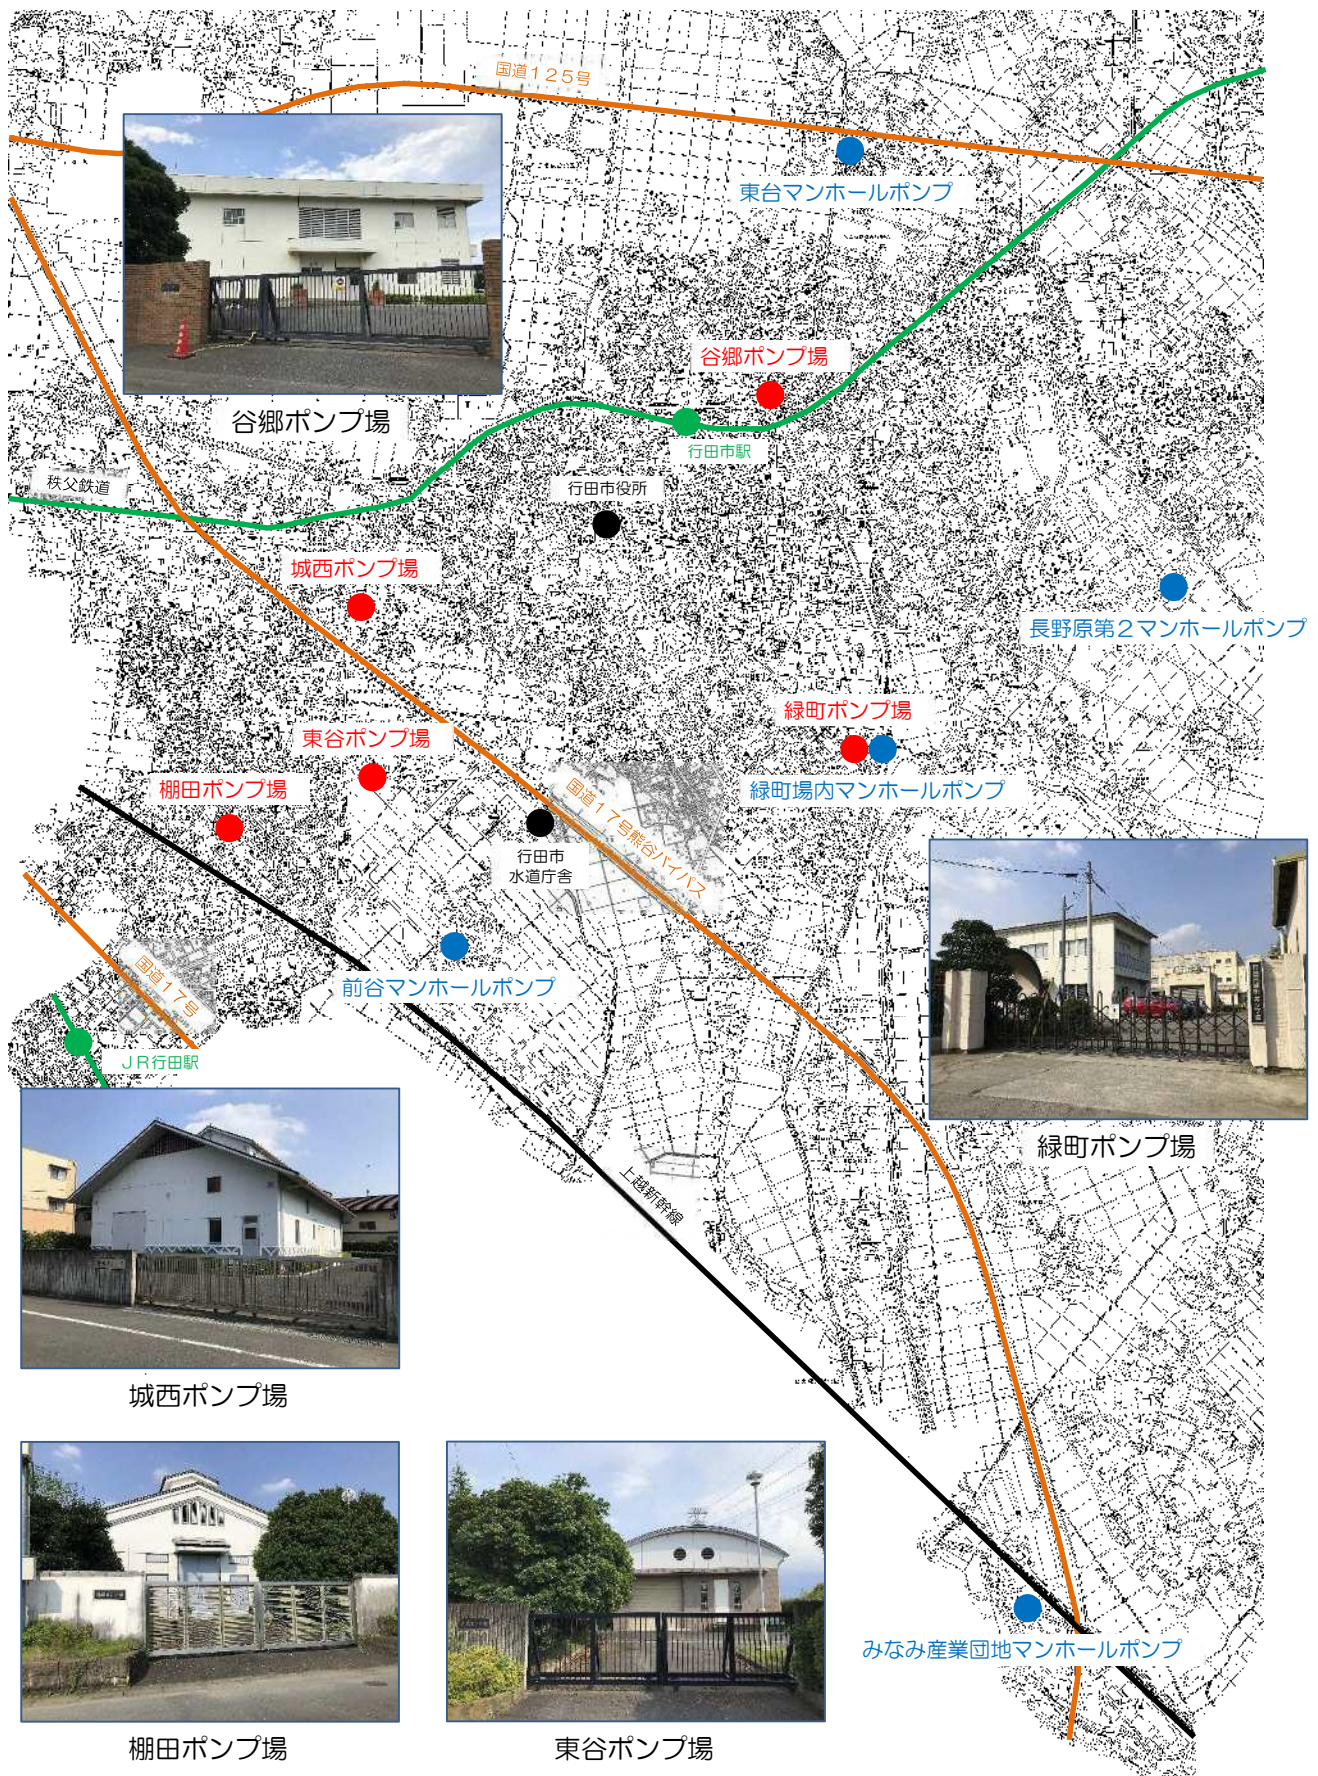 国道１２５号
東台マンホールポンプ
谷郷ポンプ場
谷郷ポンプ場
行田市駅
秩父鉄道
行田市役所
城西ポンプ場
長野原第２マンホールポンプ
緑町ポンプ場
東谷ポンプ場
棚田ポンプ場
緑町場内マンホールポンプ
国道１７号熊谷バイパス
行田市
水道庁舎
前谷マンホールポンプ
国道１７号
ＪＲ行田駅
緑町ポンプ場
上越新幹線
城西ポンプ場
みなみ産業団地マンホールポンプ
棚田ポンプ場
東谷ポンプ場